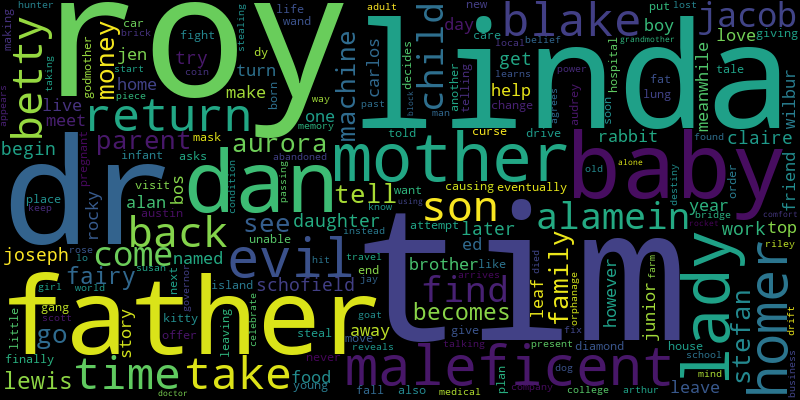 roy
linda
dr
dan
father
tim
baby
mother
maleficent
evil
lady
homer
child
blake
jacob
betty
money
return
parent
aurora
back
come
fairy
time
take
son
tell
see
find
becomes
alamein
family
stefan
machine
go
lewis
joseph
schofield
begin
live
meet
home
make
jen
car
try
turn
help
get
day
boy
love
claire
wilbur
friend
rabbit
meanwhile
carlos
decides
year
work
top
later
ed
brother
like
daughter
named
leaf
however
junior
leave
house
food
young
away
story
island
bos
alan
rocky
visit
asks
infant
mask
one
memory
hunter
making
appears
taking
brick
start
piece
godmother
fight
coin
way
stealing
life
wand
dy
born
adult
past
another
telling
man
block
new
care
local
belief
learns
agrees
power
change
curse
told
drive
causing
eventually
audrey
soon
hospital
put
lost
giving
grandmother
fat
lung
tale
found
old
alone
destiny
order
bridge
riley
comfort
rocket
mind
school
drift
business
pregnant
abandoned
condition
passing
unable
want
know
using
attempt
instead
place
keep
austin
rose
lo
susan
world
girl
gang
scott
little
finally
kitty
offer
next
governor
leaving
celebrate
hit
travel
end
jay
goat
steal
move
reveals
never
give
arrives
talking
died
orphanage
farm
fix
present
diamond
dog
plan
company
college
arthur
fall
also
medical
doctor